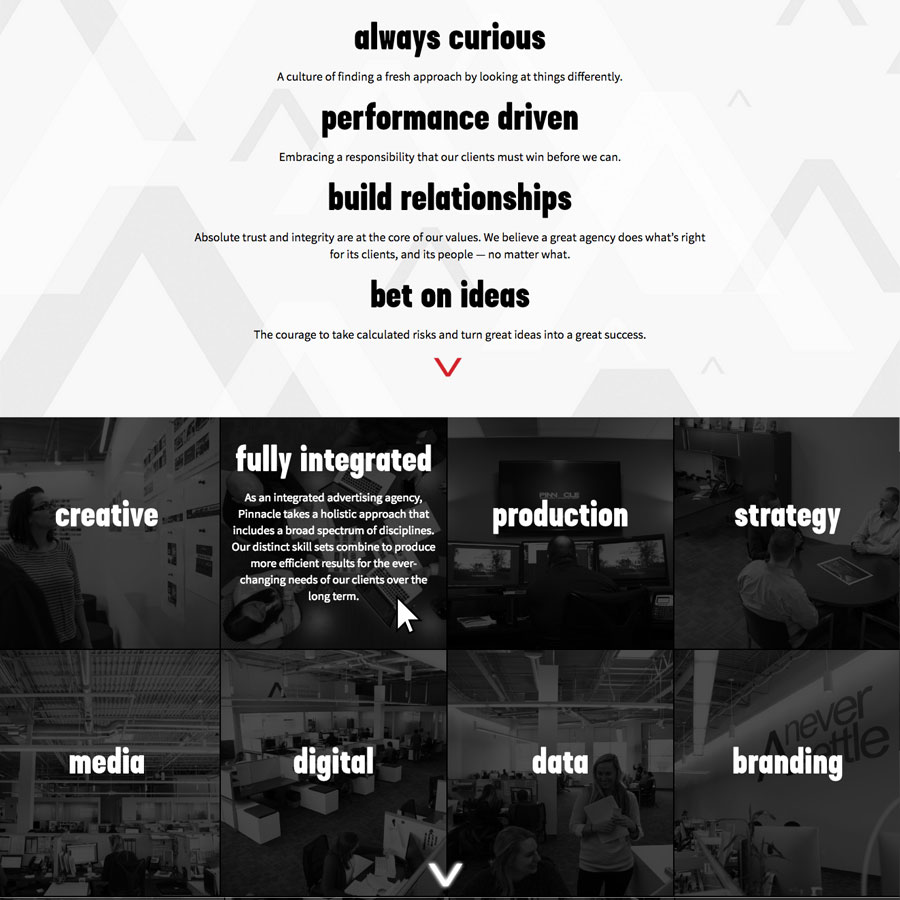 always curious
A culture of finding a fresh approach by looking at things differently.
performance driven
Embracing a responsibility that our clients must win before we can.
build relationships
Absolute trust and integrity are at the core of our values. We believe a great agency does what's right
for its clients, and its people — no matter what.
bet on ideas
The courage to take calculated risks and turn great ideas into a great success.
creative
fully integrated
As an integrated advertising agency,
Pinnacle takes a holistic approach that
includes a broad spectrum of disciplines.
Our distinct skill sets combine to produce
more efficient results for the ever-
changing needs of our clients over the
long term.
production
strategy
media
digital
data
branding
never